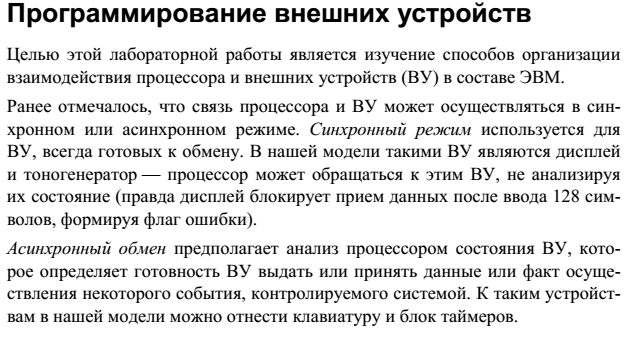 Программирование внешних устройств
Целью этой лабораторной работы является изучение способов организации
взаимодействия процессора и внешних устройств (ВУ) в составе ЭВМ.
Ранее отмечалось, что связь процессора и ВУ может осуществляться в син-
хронном или асинхронном режиме. Синхронный режим используется для
ВУ, всегда готовых к обмену. В нашей модели такими ВУ являются дисплей
и тоногенератор — процессор может обращаться к этим ВУ, не анализируя
их состояние (правда дисплей блокирует прием данных после ввода 128 сим-
волов, формируя флаг ошибки).
Асинхронный обмен предполагает анализ процессором состояния ВУ, кото-
рое определяет готовность ВУ выдать или принять данные или факт осуще-
ствления некоторого события, контролируемого системой. К таким устройст-
вам в нашей модели можно отнести клавиатуру и блок таймеров.